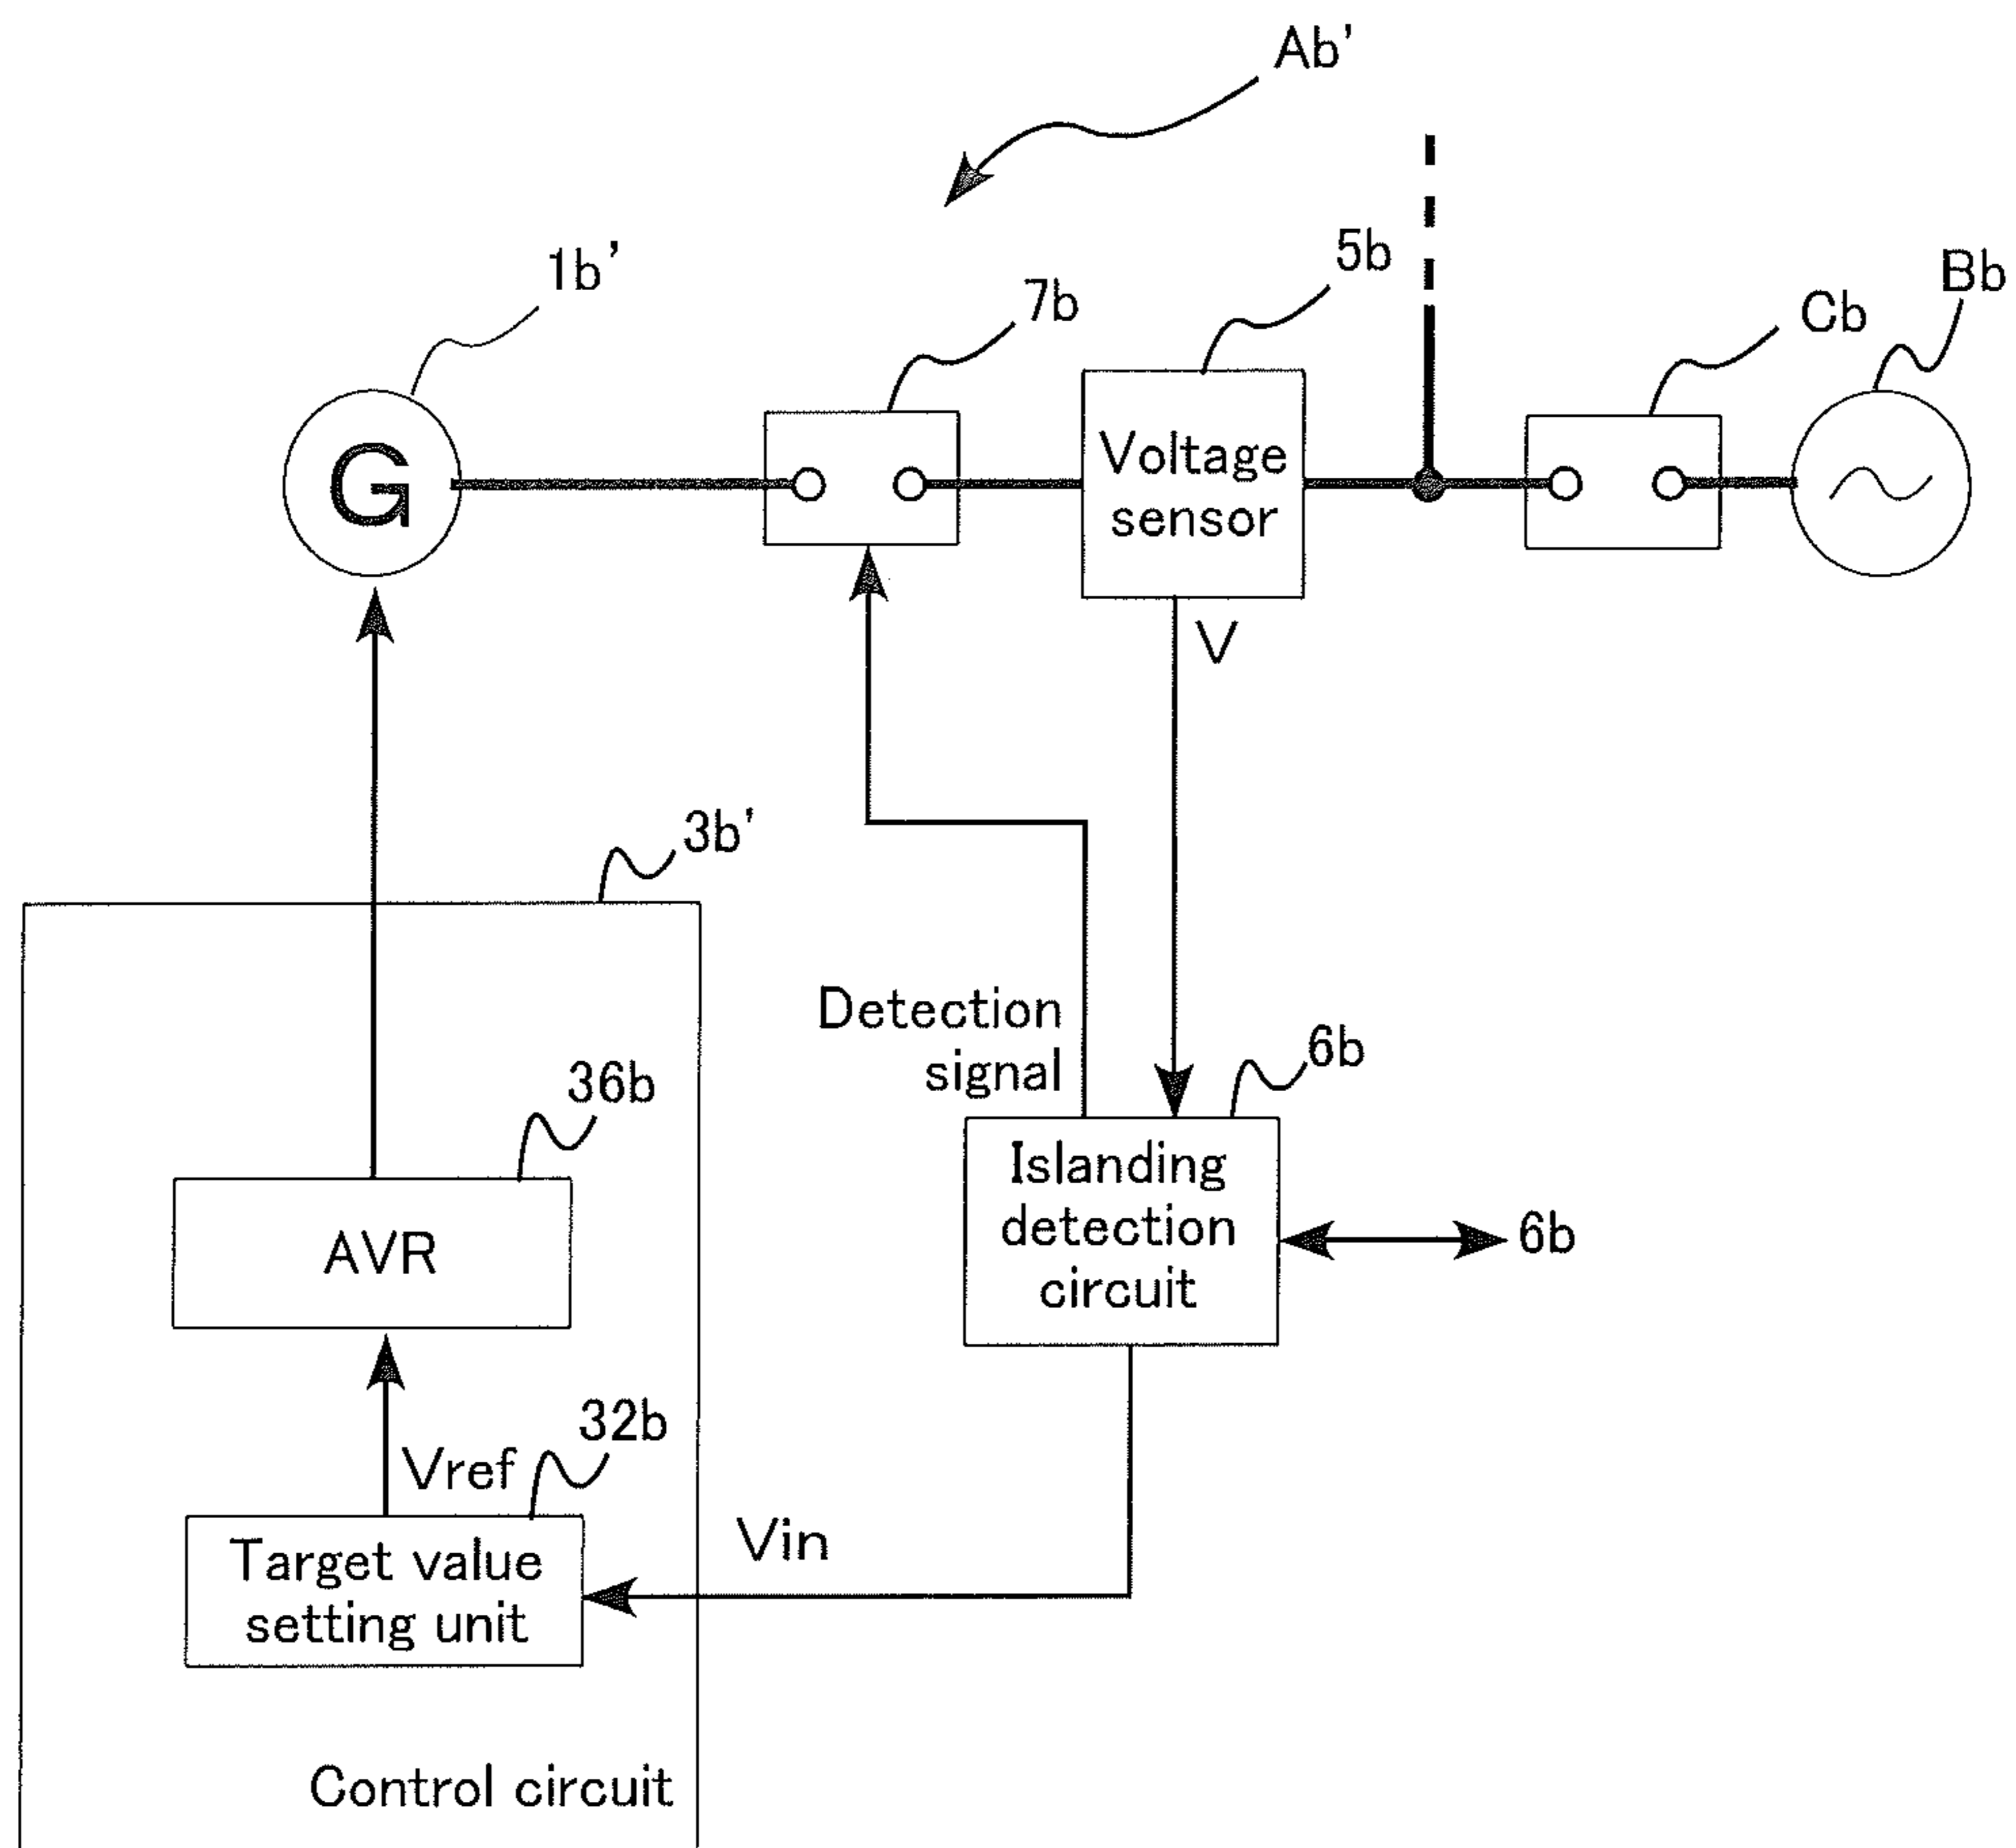 Ab'
1b'
7b
5b
Cb
Bb
G
Voltage
sensor
V
3b'
Detection
signal
6b
36b
Islanding
detection
circuit
6b
AVR
32b
Vref
Vin
Target value
setting unit
Control circuit